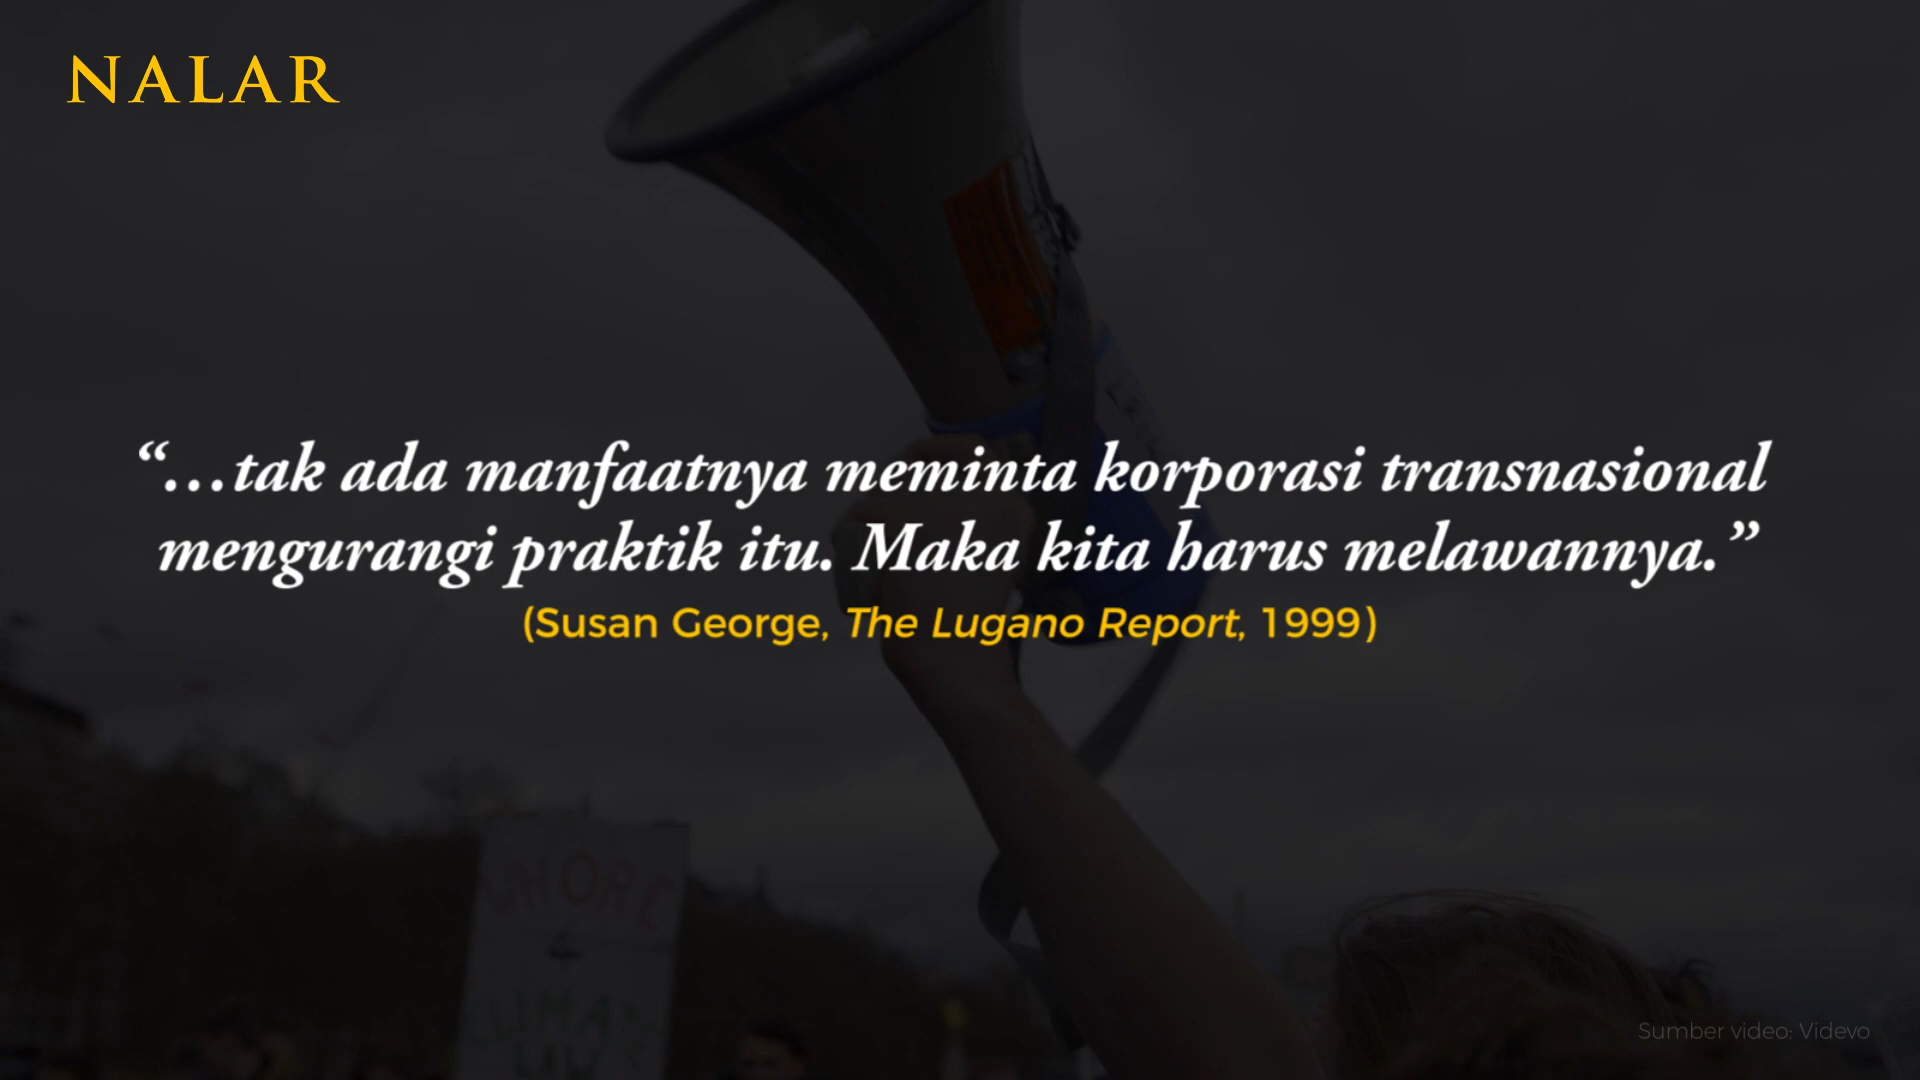 NALAR
“...tak ada manfaatnya meminta korporasi transnasional
mengurangi praktik itu. Maka kita harus melawannya.”
(Susan George, The Lugano Report, 1999)
LAW
Sumber video: Videvo